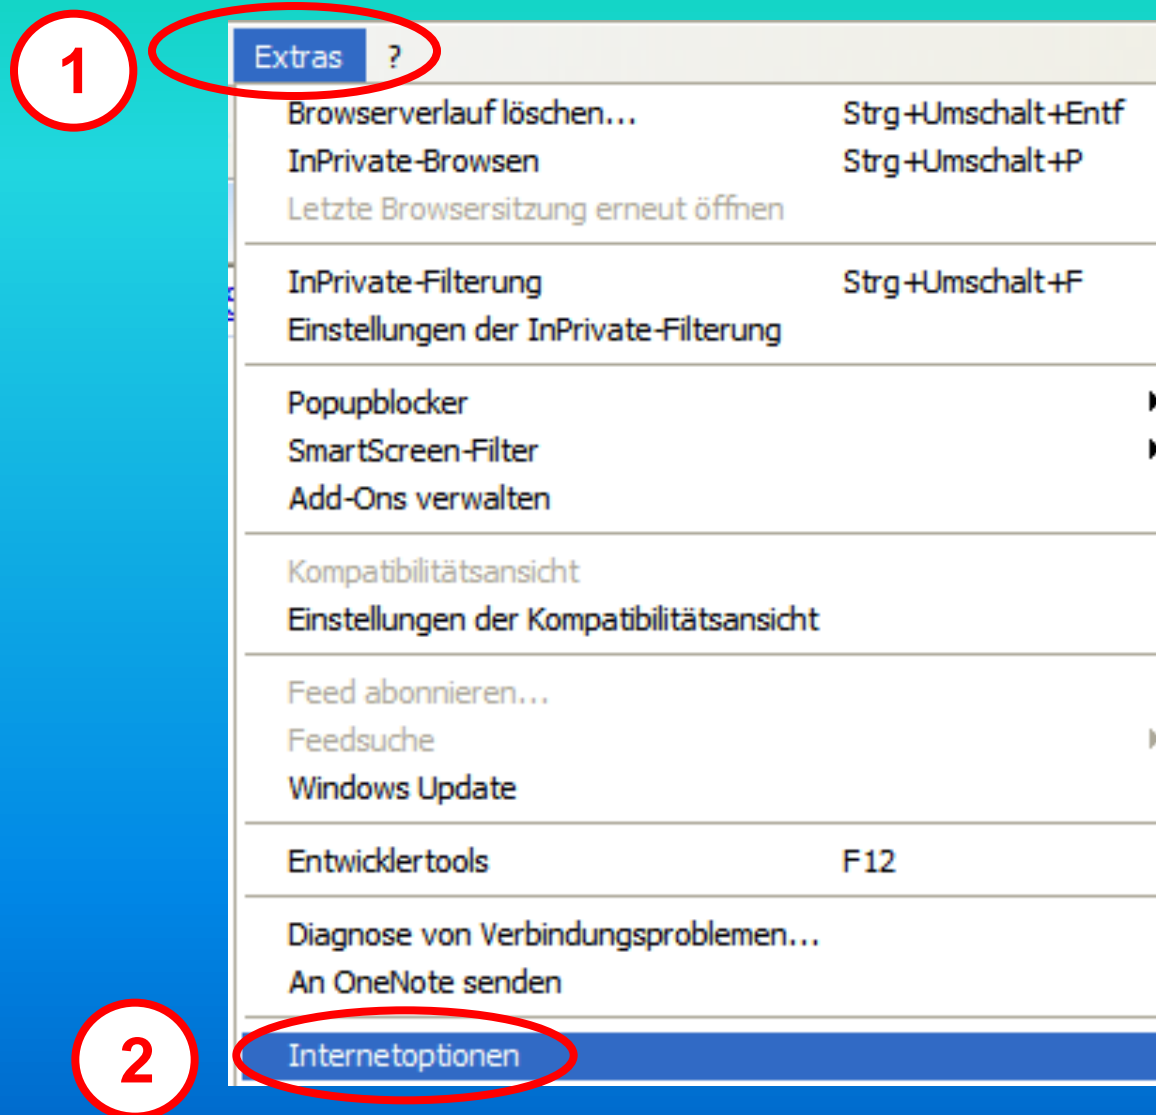 1
Extras ?
Browserverlauf löschen... Strg+Umschalt+Entf
InPrivate-Browsen Strg+Umschalt+P
Letzte Browsersitzung erneut öffnen
InPrivate-Filterung Strg+Umschalt+F
Einstellungen der InPrivate-Filterung
Popupblocker
SmartScreen-Filter
Add-Ons verwalten
Kompatibilitätsansicht
Einstellungen der Kompatibilitätsansicht
Feed abonnieren...
Feedsuche
Windows Update
Entwicklertools F12
Diagnose von Verbindungsproblemen...
An OneNote senden
2
Internetoptionen